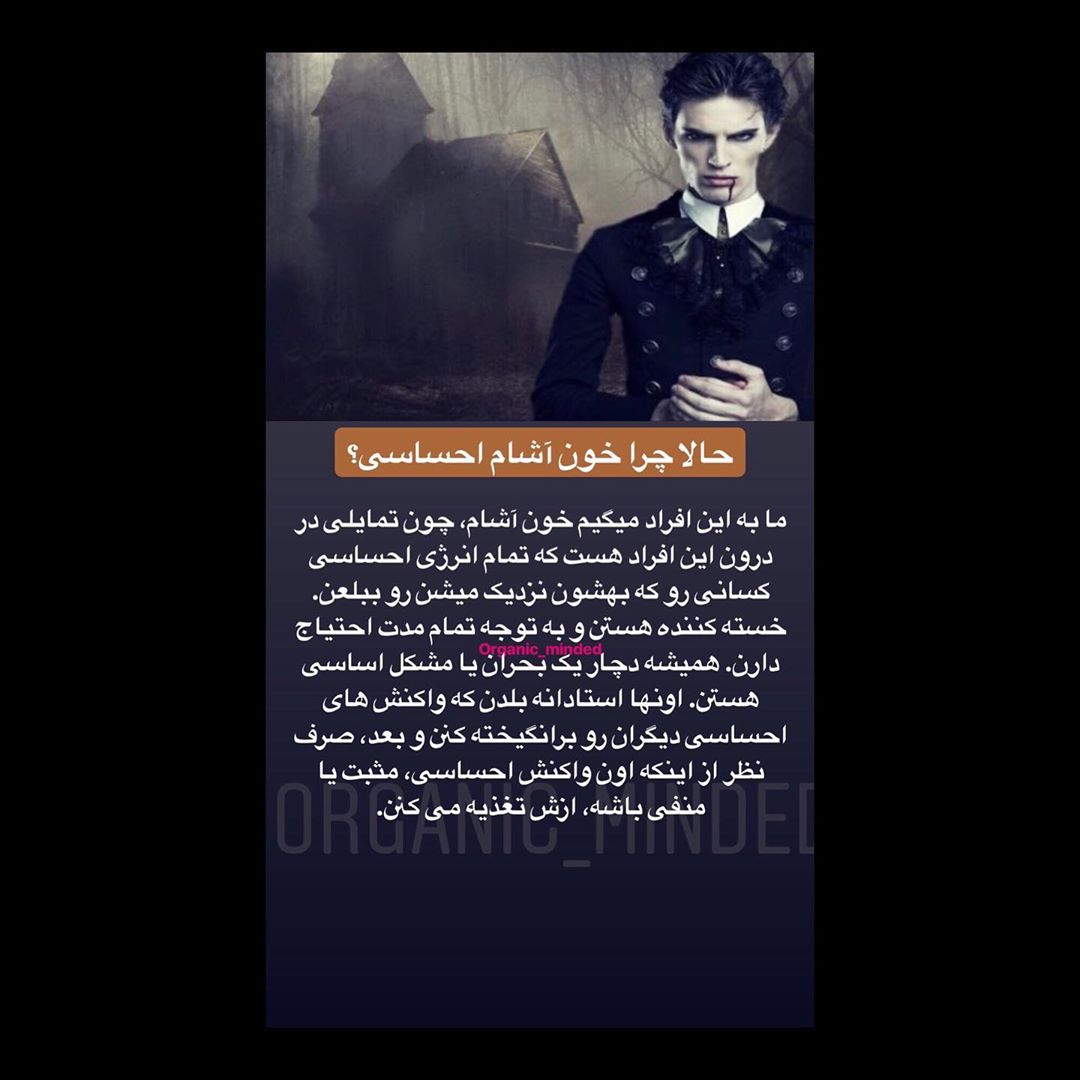 حالا چرا خون آشام احساسی؟
ما به این افراد میگیم خون آشام، چون تمایلی در
درون این افراد هست که تمام انرژی احساسی
کسانی رو که بهشون نزدیک میشن رو ببلعن.
خسته کننده هستن و به توجه تمام مدت احتیاج
Organic_minded
دارن. همیشه دچار یک بحران یا مشکل اساسی
هستن. اونها استادانه بلدن که واکنش های
احساسی دیگران رو برانگیخته کنن و بعد، صرف
نظر از اینکه اون واکنش احساسی، مثبت یا
منفی باشه، ازش تغذیه می کنن.
ORGANIC_MINDED